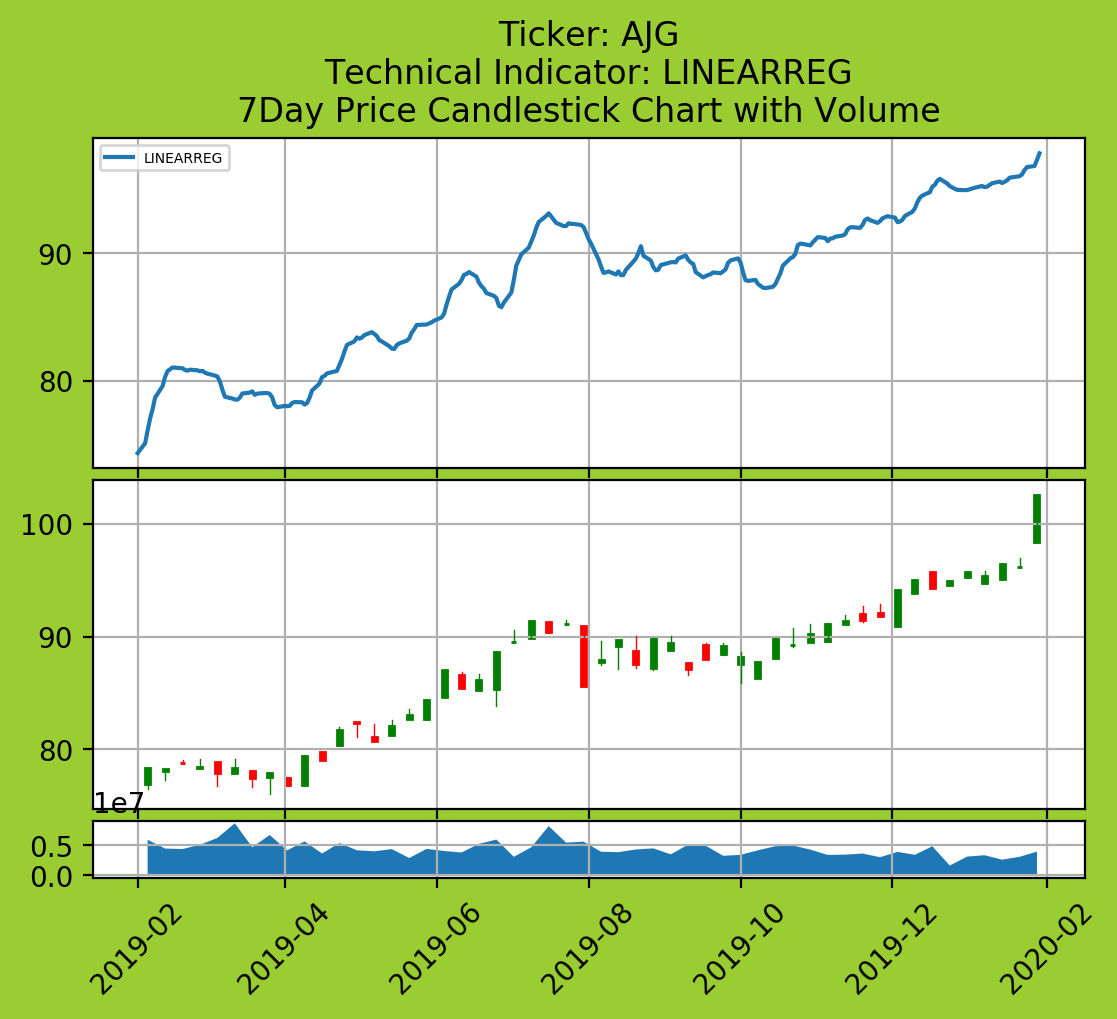 Ticker: AJG
Technical Indicator: LINEARREG
7Day Price Candlestick Chart with Volume
LINEARREG
90
80
100
90
80
1e7
0.5
0.0
2019-02
2019-04
2019-06
2019-08
2019-10
2019-12
2020-02